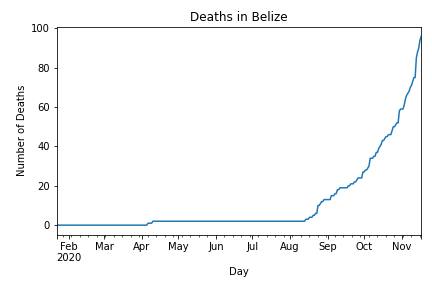 Deaths in Belize
Number of Deaths
100
80
60
40
20
0
Feb Mar Apr May Jun Jul Aug Sep Oct Nov
2020
Day